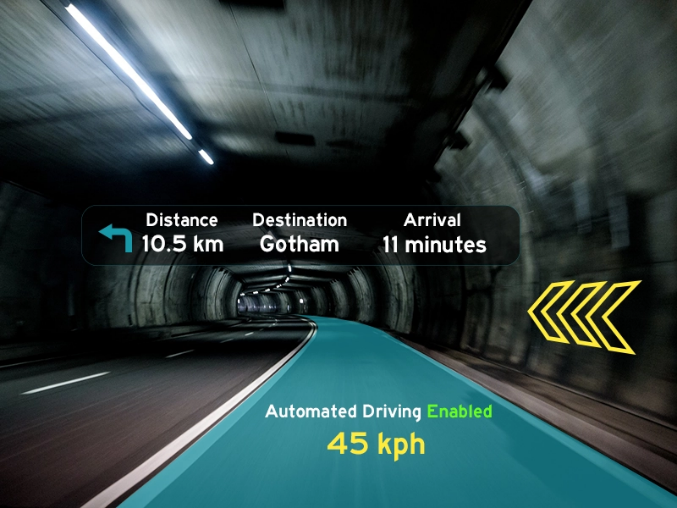 Distance Destination Arrival
10.5 km Gotham 11 minutes
Automated Driving Enabled
45 kph